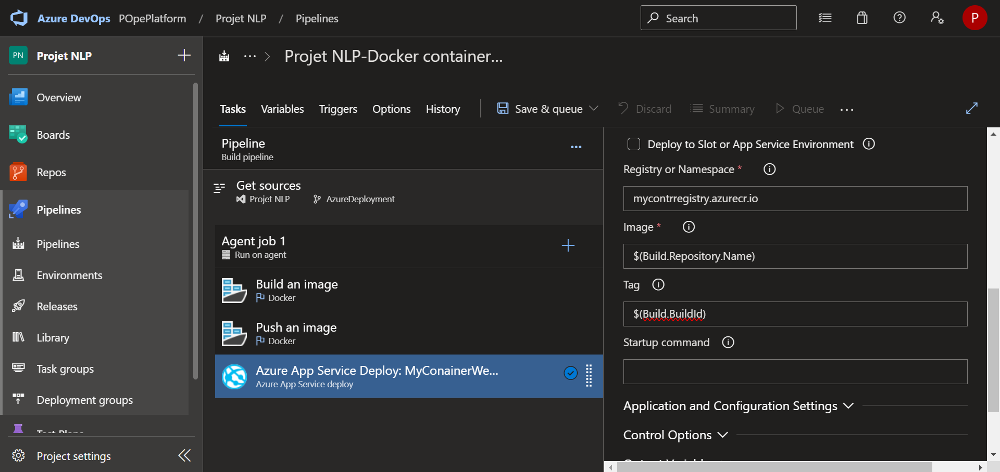 Azure DevOps POpePlatform / Projet NLP / Pipelines
Search
P
PN Projet NLP
Overview
Boards
Repos
Pipelines
Pipelines
Environments
Releases
Library
Task groups
Deployment groups
Test Plans
Project settings
Projet NLP-Docker container...
Tasks Variables Triggers Options History Save & queue Discard Summary Queue
Pipeline
Build pipeline
Get sources
Projet NLP AzureDeployment
Agent job 1
Run on agent
Build an image
Docker
Push an image
Docker
Azure App Service Deploy: MyConainerWe...
Azure App Service deploy
Deploy to Slot or App Service Environment
Registry or Namespace *
mycontrregistry.azurecr.io
Image *
$(Build.Repository.Name)
Tag
$(Build.BuildId)
Startup command
Application and Configuration Settings
Control Options